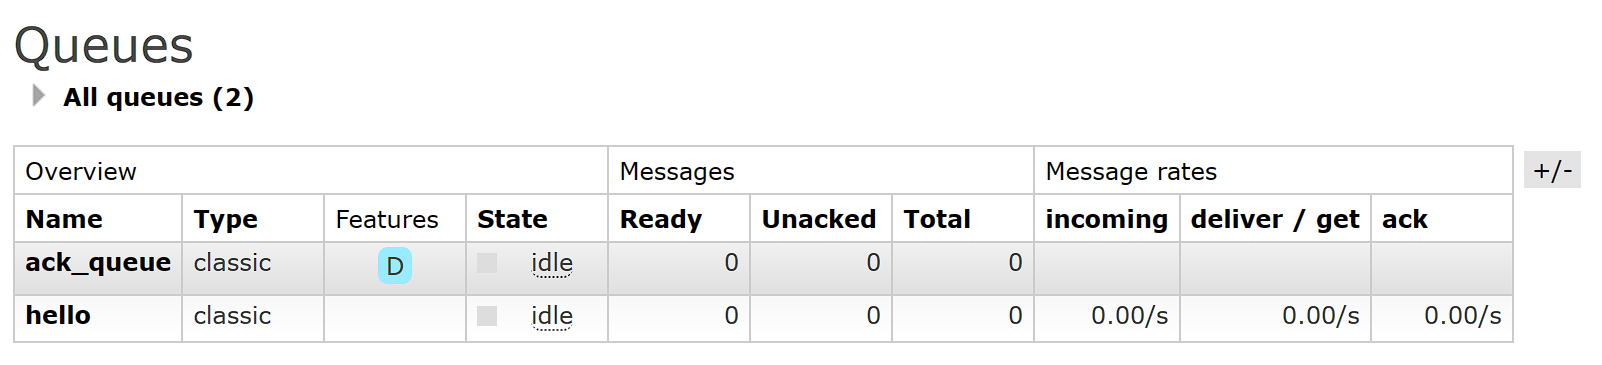 Queues
All queues (2)
Overview Messages Message rates +/-
Name Type Features State Ready Unacked Total incoming deliver / get ack
ack_queue classic D idle 0 0 0
hello classic idle 0 0 0 0.00/s 0.00/s 0.00/s